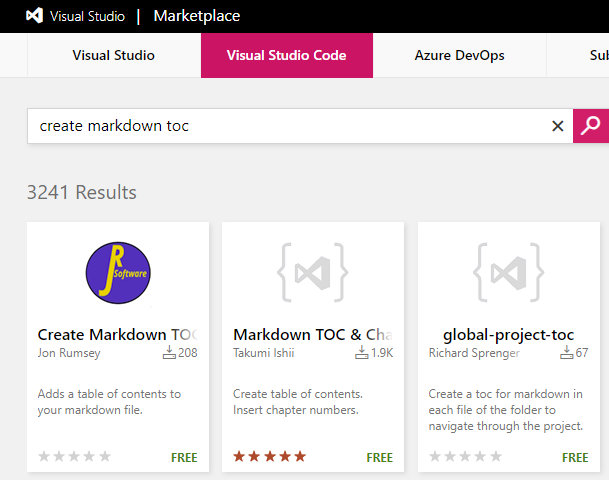 Visual Studio | Marketplace
Visual Studio
Visual Studio Code
Azure DevOps
Sub
create markdown toc
3241 Results
JR Software
Create Markdown TOC
Jon Rumsey
208
Adds a table of contents to
your markdown file.
FREE
Markdown TOC & Cha
Takumi Ishii
1.9K
Create table of contents.
Insert chapter numbers.
FREE
global-project-toc
Richard Sprenger
67
Create a toc for markdown in
each file of the folder to
navigate through the project.
FREE